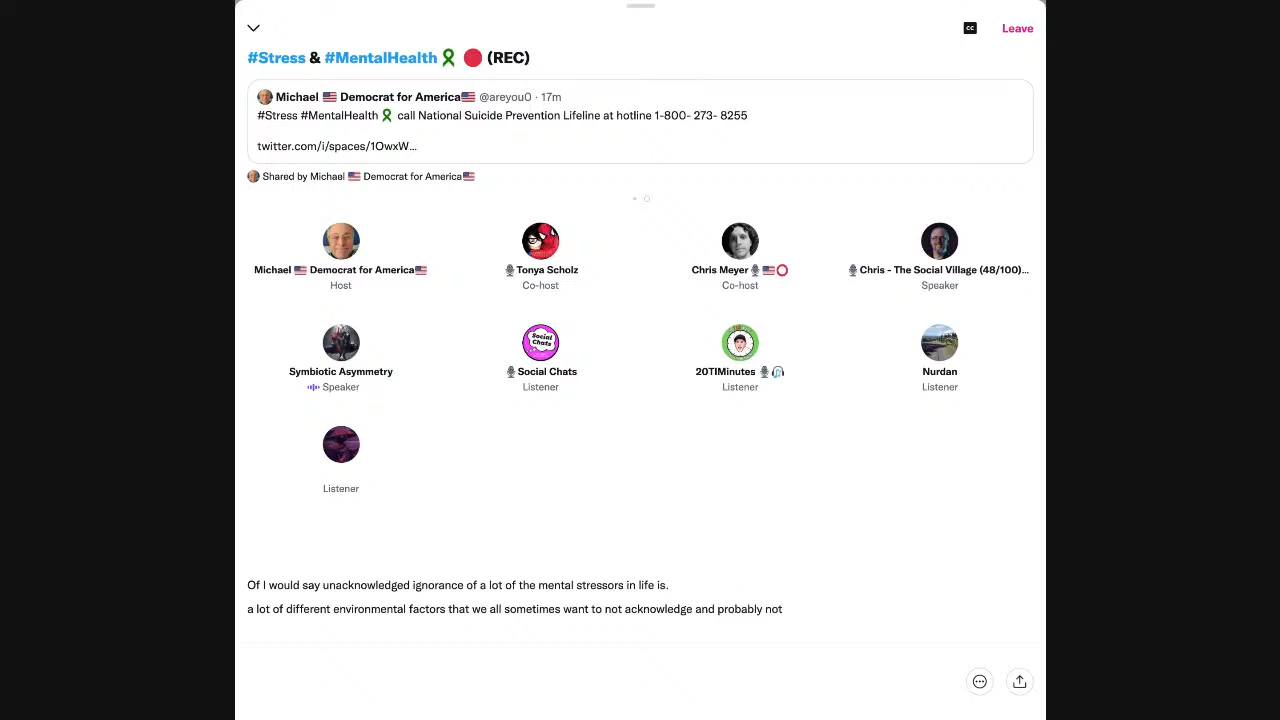 CC Leave
#Stress & #MentalHealth🎗 🔴 (REC)
Michael 🇺🇸 Democrat for America🇺🇸 @areyou0 · 17m
#Stress #MentalHealth🎗 call National Suicide Prevention Lifeline at hotline 1-800- 273- 8255
twitter.com/i/spaces/1OwxW...
Shared by Michael 🇺🇸 Democrat for America🇺🇸
Michael 🇺🇸 Democrat for America🇺🇸 🎙Tonya Scholz Chris Meyer🎙🇺🇸⭕ 🎙Chris - The Social Village (48/100)...
Host Co-host Co-host Speaker
Social Chats
Symbiotic Asymmetry 🎙Social Chats 20TIMinutes 🎙🎧 Nurdan
Speaker Listener Listener Listener
Listener
Of I would say unacknowledged ignorance of a lot of the mental stressors in life is.
a lot of different environmental factors that we all sometimes want to not acknowledge and probably not